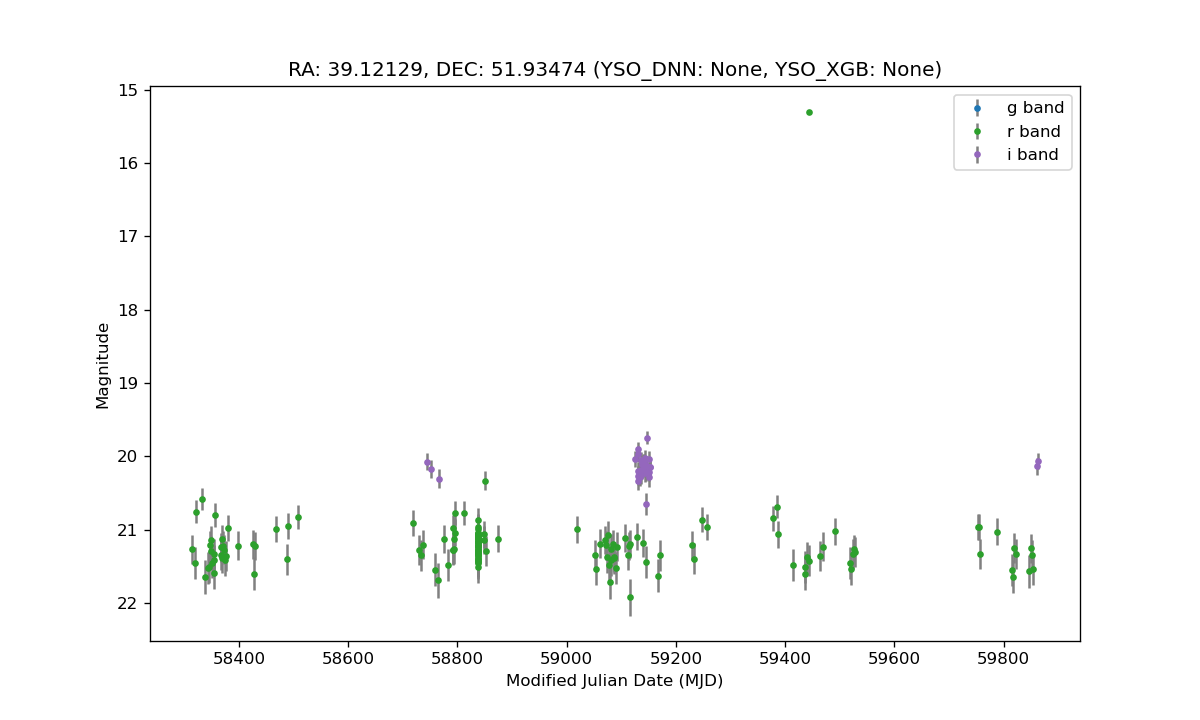 RA: 39.12129, DEC: 51.93474 (YSO_DNN: None, YSO_XGB: None)
g band
r band
i band
15
16
17
18
19
20
21
22
Magnitude
58400 58600 58800 59000 59200 59400 59600 59800
Modified Julian Date (MJD)